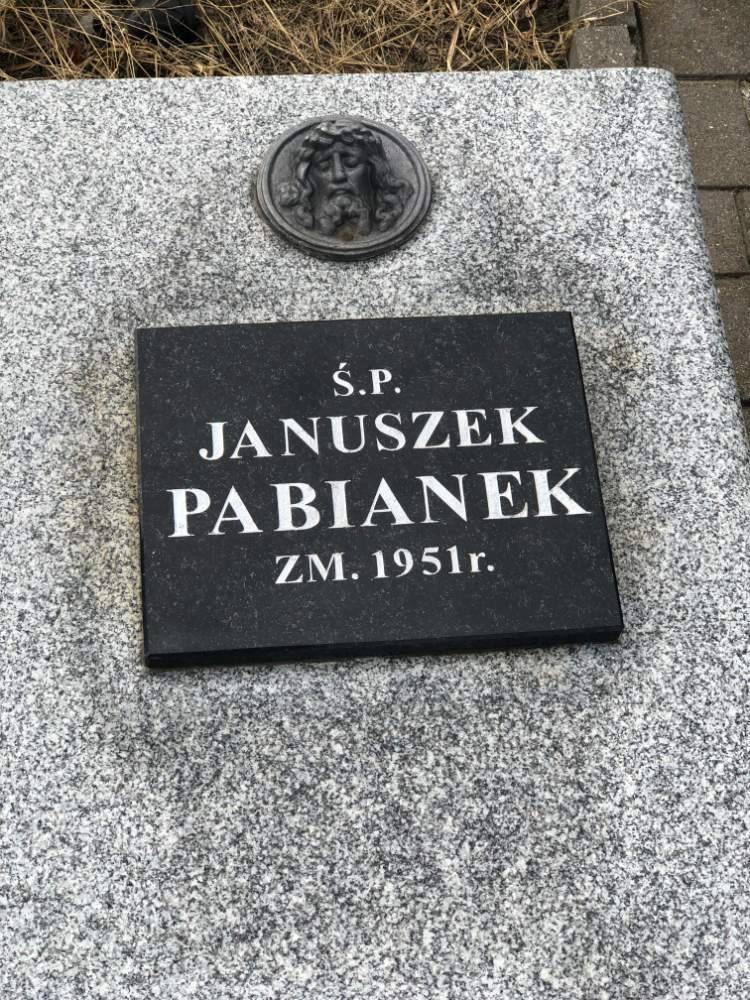 Ś.P.
JANUSZEK
PABIANEK
ZM. 1951r.